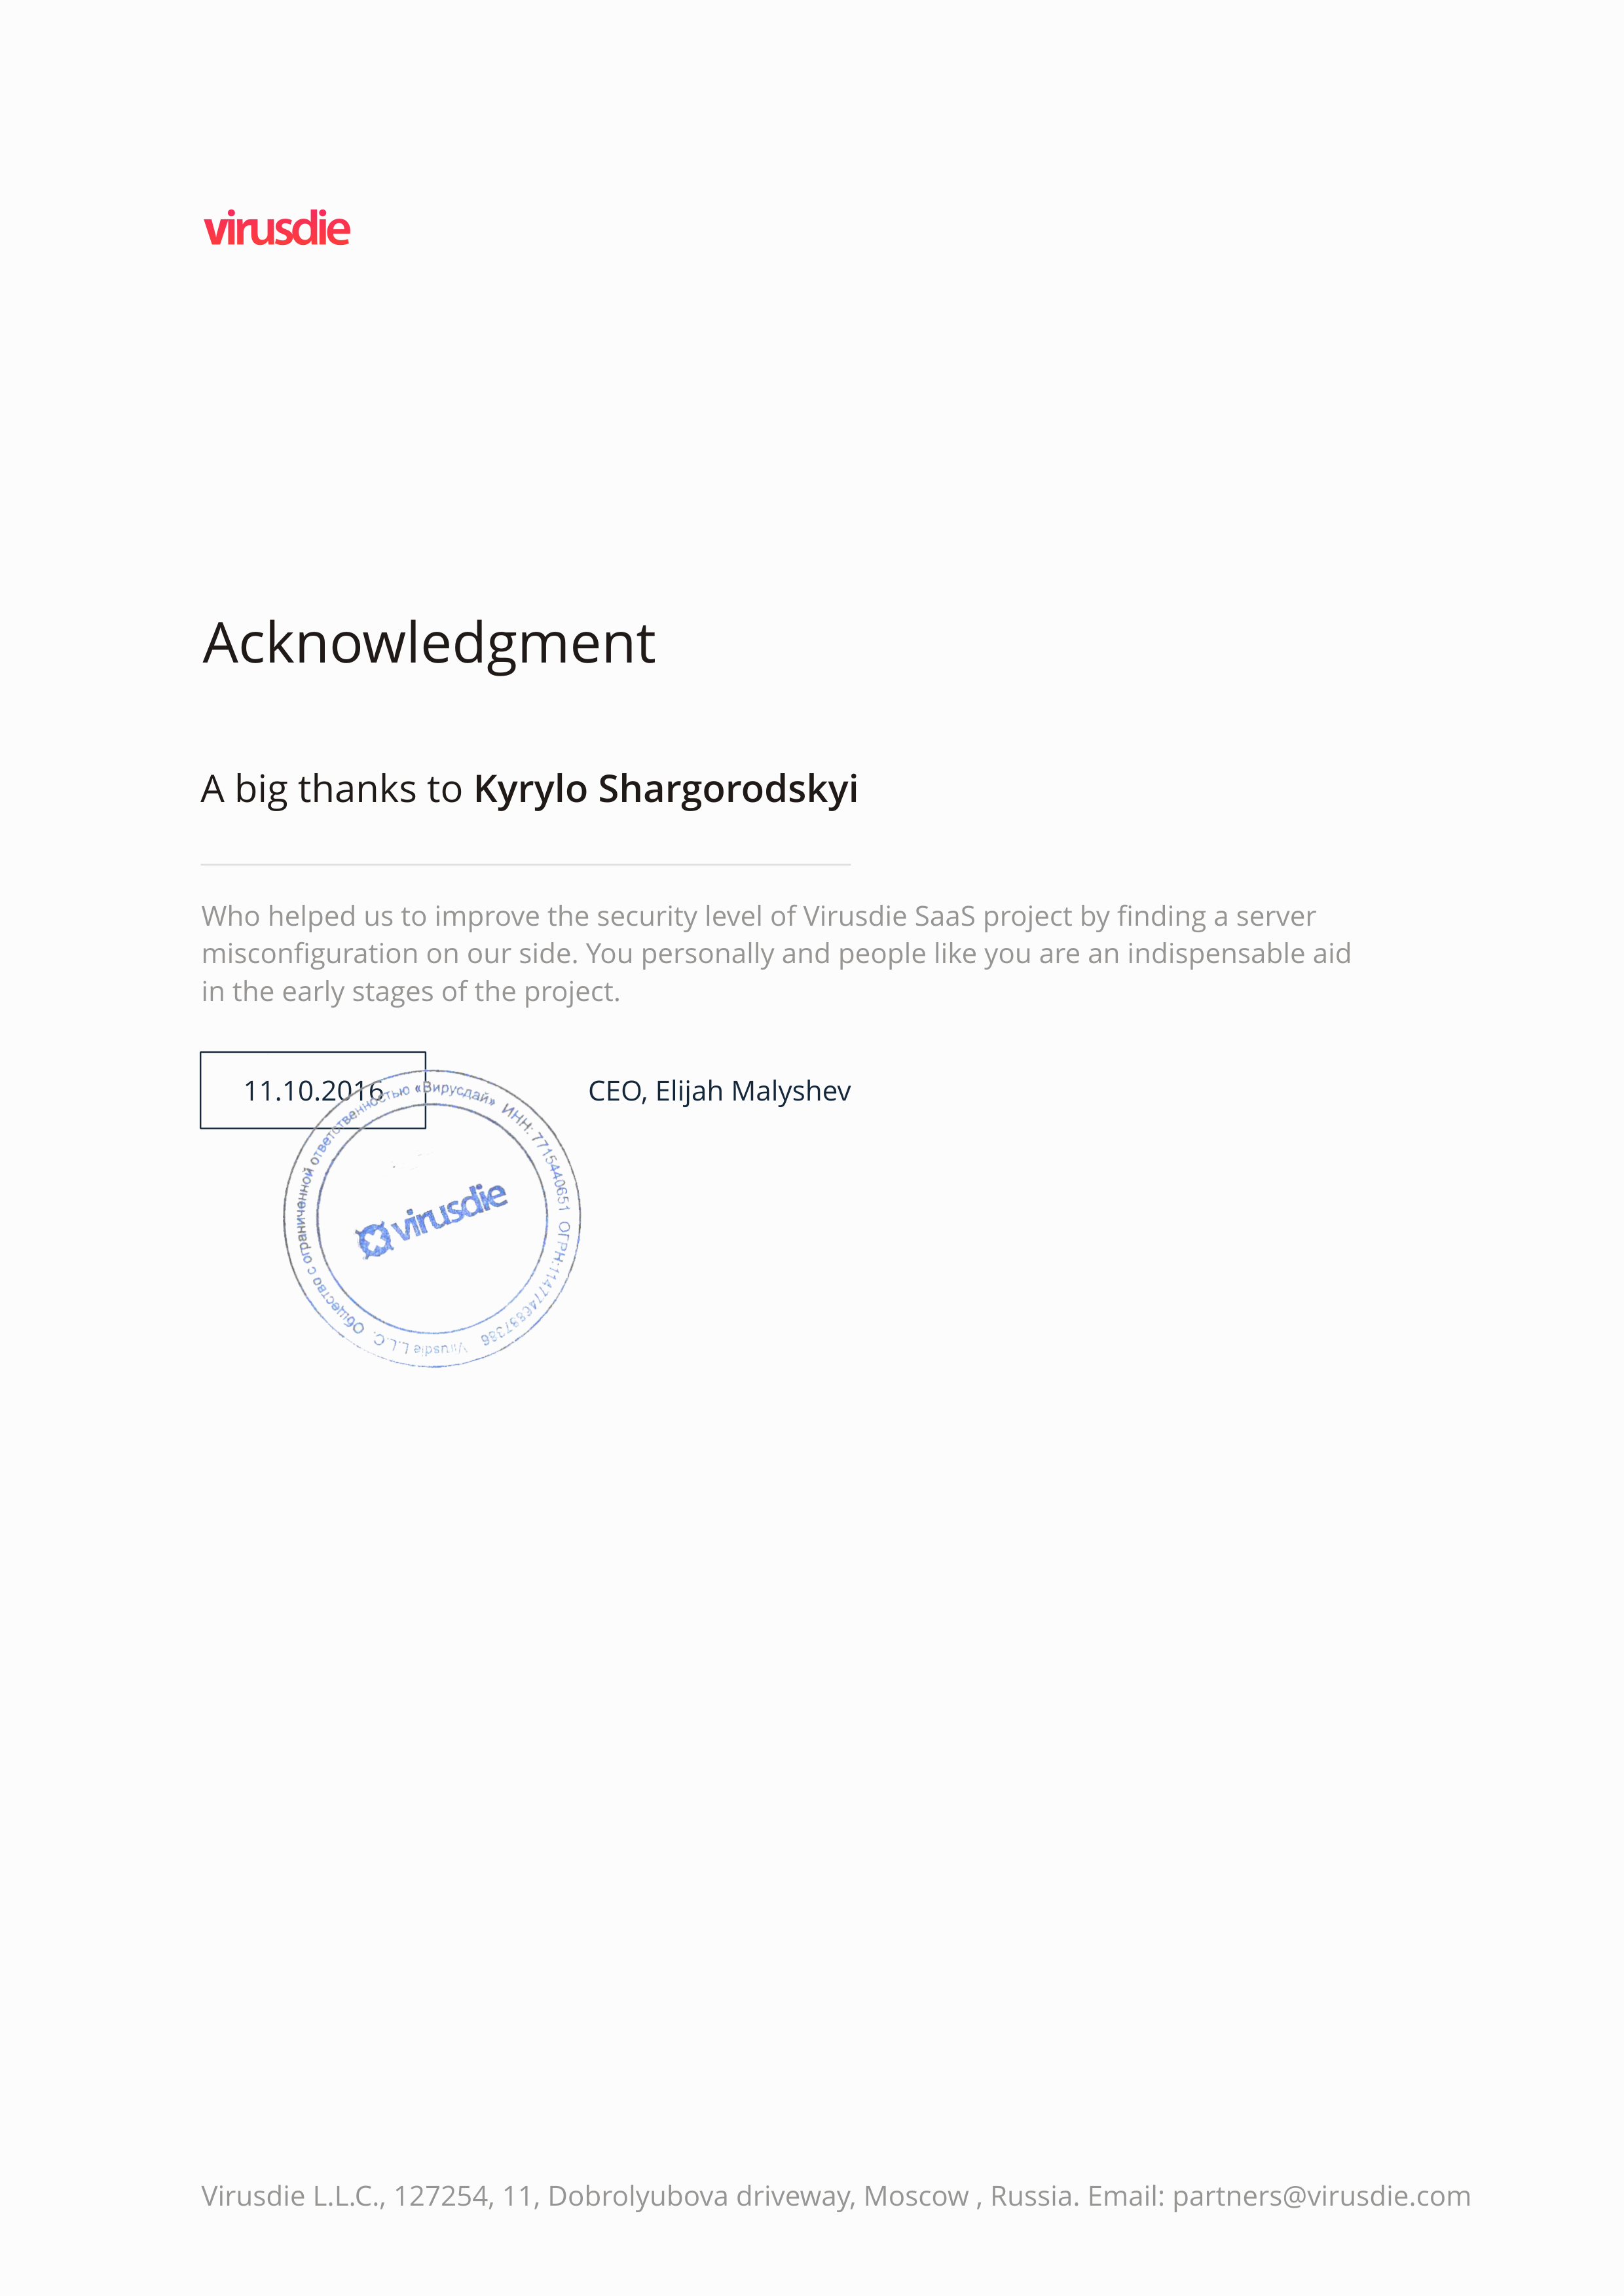 virusdie
Acknowledgment
A big thanks to Kyrylo Shargorodskyi
Who helped us to improve the security level of Virusdie SaaS project by finding a server
misconfiguration on our side. You personally and people like you are an indispensable aid
in the early stages of the project.
11.10.2016
CEO, Elijah Malyshev
Общество с ограниченной ответственностью «Вирусдай» ИНН: 7715440651 ОГРН: Virusdie L.L.C.
virusdie
Virusdie L.L.C., 127254, 11, Dobrolyubova driveway, Moscow , Russia. Email: partners@virusdie.com